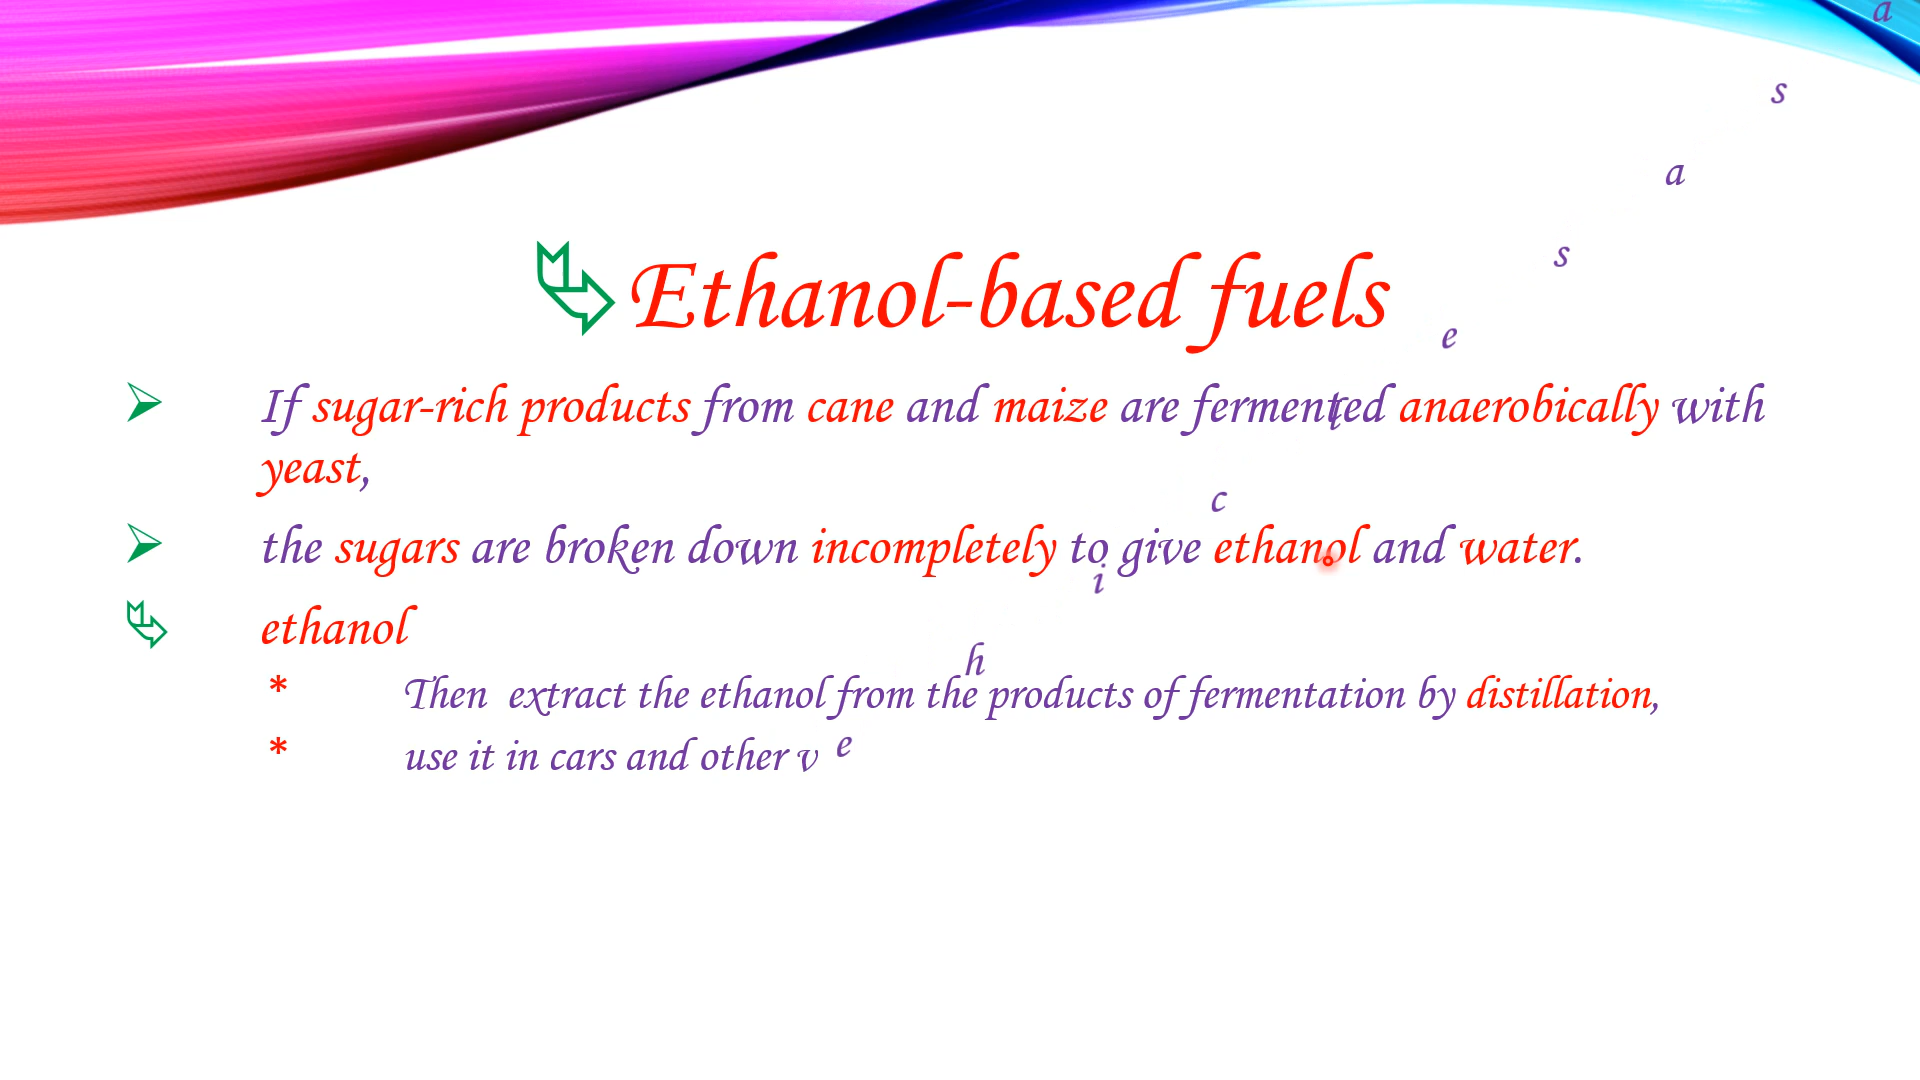 Ethanol-based fuels
If sugar-rich products from cane and maize are fermented anaerobically with
yeast,
the sugars are broken down incompletely to give ethanol and water.
ethanol
* Then extract the ethanol from the products of fermentation by distillation,
* use it in cars and other vehicles as a s a